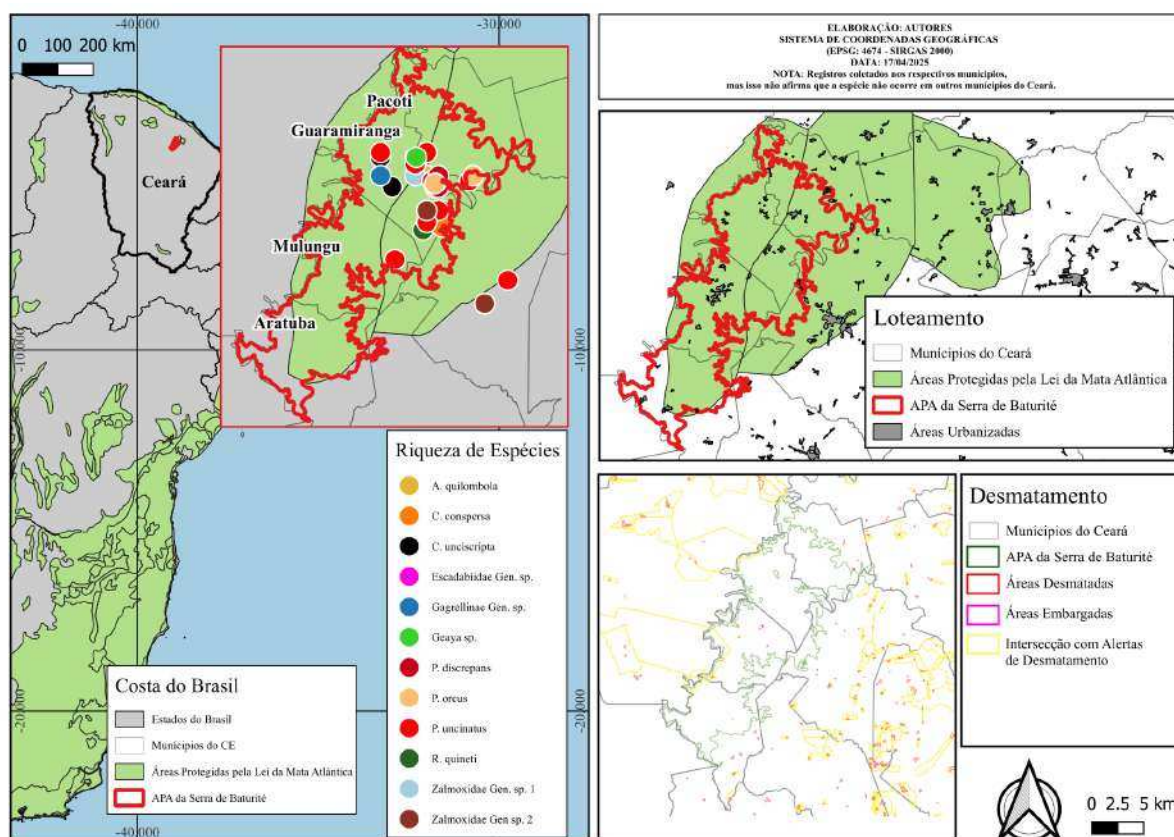 -40.000
-30.000
0 100 200 km
Ceará
Pacoti
Guaramiranga
Mulungu
Aratuba
-10.000
-10.000
-20.000
-20.000
0
Riqueza de Espécies
A. quilombola
C. conspersa
C. unciscripta
Escadabiidae Gen. sp.
Gagrellinae Gen. sp.
Geaya sp.
P. discrepans
P. orcus
P. uncinatus
R. quineti
Zalmoxidae Gen. sp. 1
Zalmoxidae Gen. sp. 2
Costa do Brasil
Estados do Brasil
Municípios do CE
Áreas Protegidas pela Lei da Mata Atlântica
APA da Serra de Baturité
-40.000
-30.000
ELABORAÇÃO: AUTORES
SISTEMA DE COORDENADAS GEOGRÁFICAS
(EPSG: 4674 - SIRGAS 2000)
DATA: 17/04/2025
NOTA: Registros coletados nos respectivos municípios,
mas isso não afirma que a espécie não ocorre em outros municípios do Ceará.
Loteamento
Municípios do Ceará
Áreas Protegidas pela Lei da Mata Atlântica
APA da Serra de Baturité
Áreas Urbanizadas
Desmatamento
Municípios do Ceará
APA da Serra de Baturité
Áreas Desmatadas
Áreas Embargadas
Intersecção com Alertas
de Desmatamento
0 2.5 5 km